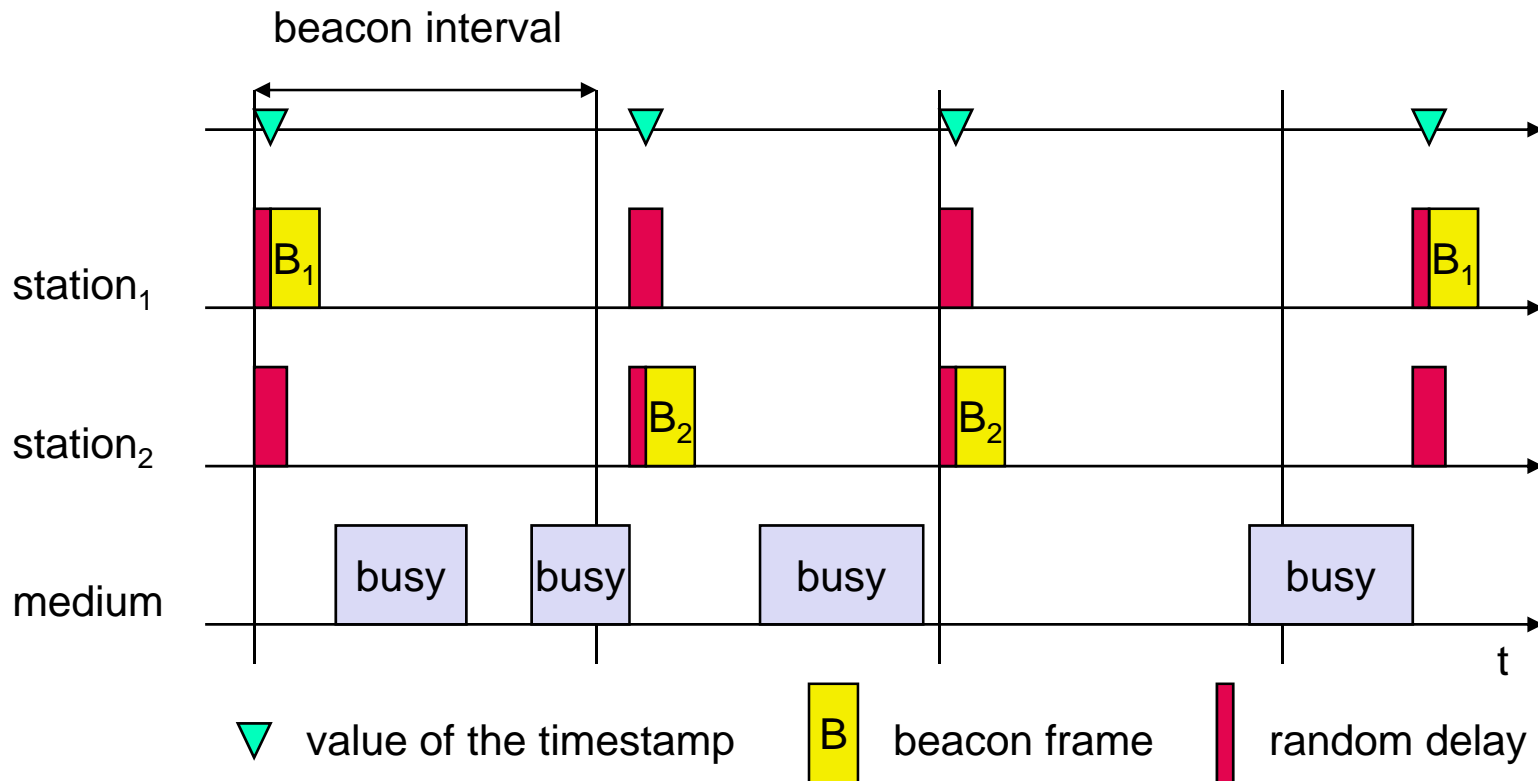 beacon interval
B₁ B₁
station₁
B₂ B₂
station₂
busy busy busy busy
medium
t
value of the timestamp B beacon frame random delay